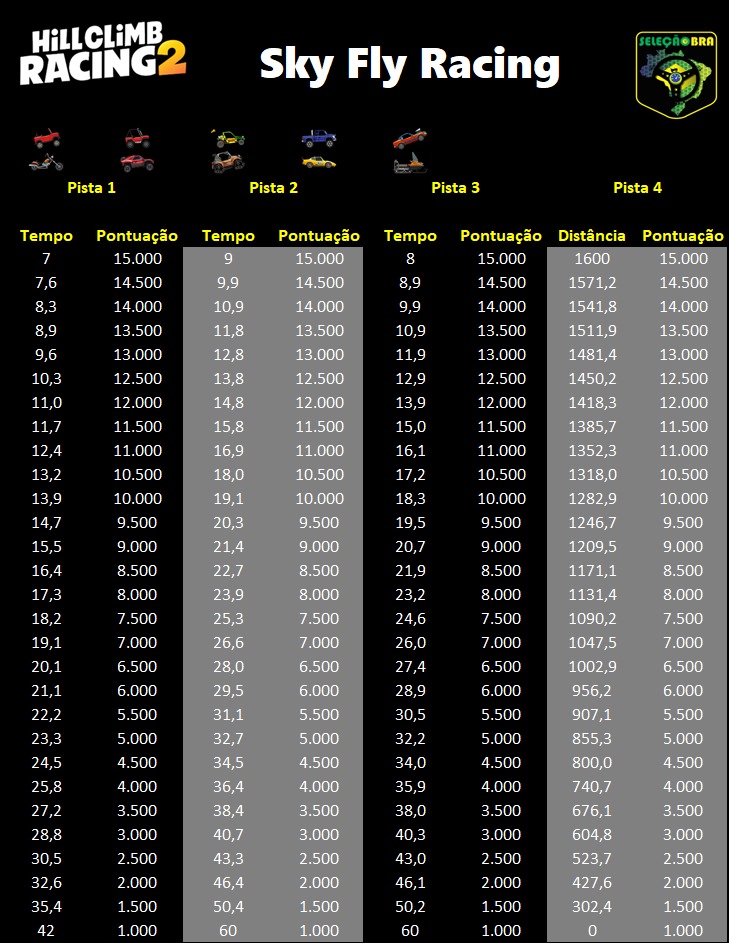 HILL CLIMB
RACING 2
Sky Fly Racing
SELEÇÃO BRA
Pista 1 Pista 2 Pista 3 Pista 4
Tempo Pontuação Tempo Pontuação Tempo Pontuação Distância Pontuação
7 15.000 9 15.000 8 15.000 1600 15.000
7,6 14.500 9,9 14.500 8,9 14.500 1571,2 14.500
8,3 14.000 10,9 14.000 9,9 14.000 1541,8 14.000
8,9 13.500 11,8 13.500 10,9 13.500 1511,9 13.500
9,6 13.000 12,8 13.000 11,9 13.000 1481,4 13.000
10,3 12.500 13,8 12.500 12,9 12.500 1450,2 12.500
11,0 12.000 14,8 12.000 13,9 12.000 1418,3 12.000
11,7 11.500 15,8 11.500 15,0 11.500 1385,7 11.500
12,4 11.000 16,9 11.000 16,1 11.000 1352,3 11.000
13,2 10.500 18,0 10.500 17,2 10.500 1318,0 10.500
13,9 10.000 19,1 10.000 18,3 10.000 1282,9 10.000
14,7 9.500 20,3 9.500 19,5 9.500 1246,7 9.500
15,5 9.000 21,4 9.000 20,7 9.000 1209,5 9.000
16,4 8.500 22,7 8.500 21,9 8.500 1171,1 8.500
17,3 8.000 23,9 8.000 23,2 8.000 1131,4 8.000
18,2 7.500 25,3 7.500 24,6 7.500 1090,2 7.500
19,1 7.000 26,6 7.000 26,0 7.000 1047,5 7.000
20,1 6.500 28,0 6.500 27,4 6.500 1002,9 6.500
21,1 6.000 29,5 6.000 28,9 6.000 956,2 6.000
22,2 5.500 31,1 5.500 30,5 5.500 907,1 5.500
23,3 5.000 32,7 5.000 32,2 5.000 855,3 5.000
24,5 4.500 34,5 4.500 34,0 4.500 800,0 4.500
25,8 4.000 36,4 4.000 35,9 4.000 740,7 4.000
27,2 3.500 38,4 3.500 38,0 3.500 676,1 3.500
28,8 3.000 40,7 3.000 40,3 3.000 604,8 3.000
30,5 2.500 43,3 2.500 43,0 2.500 523,7 2.500
32,6 2.000 46,4 2.000 46,1 2.000 427,6 2.000
35,4 1.500 50,4 1.500 50,2 1.500 302,4 1.500
42 1.000 60 1.000 60 1.000 0 1.000